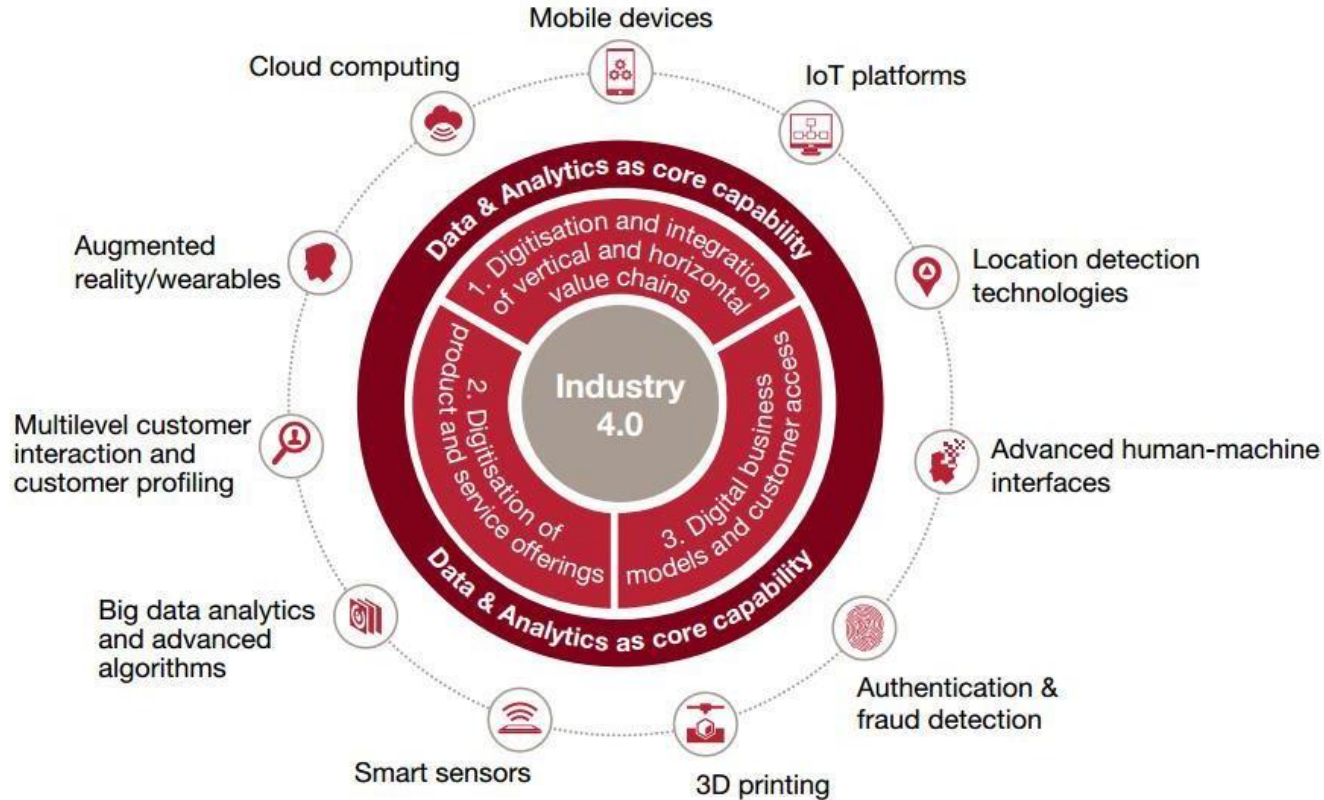 Mobile devices
Cloud computing
IoT platforms
Data & Analytics as core capability
1. Digitisation and integration
of vertical and horizontal
value chains
Augmented
reality/wearables
Location detection
technologies
Industry
4.0
2. Digitisation of
product and service offerings
3. Digital business
models and customer access
Multilevel customer
interaction and
customer profiling
Advanced human-machine
interfaces
Data & Analytics as core capability
Big data analytics
and advanced
algorithms
Authentication &
fraud detection
Smart sensors
3D printing